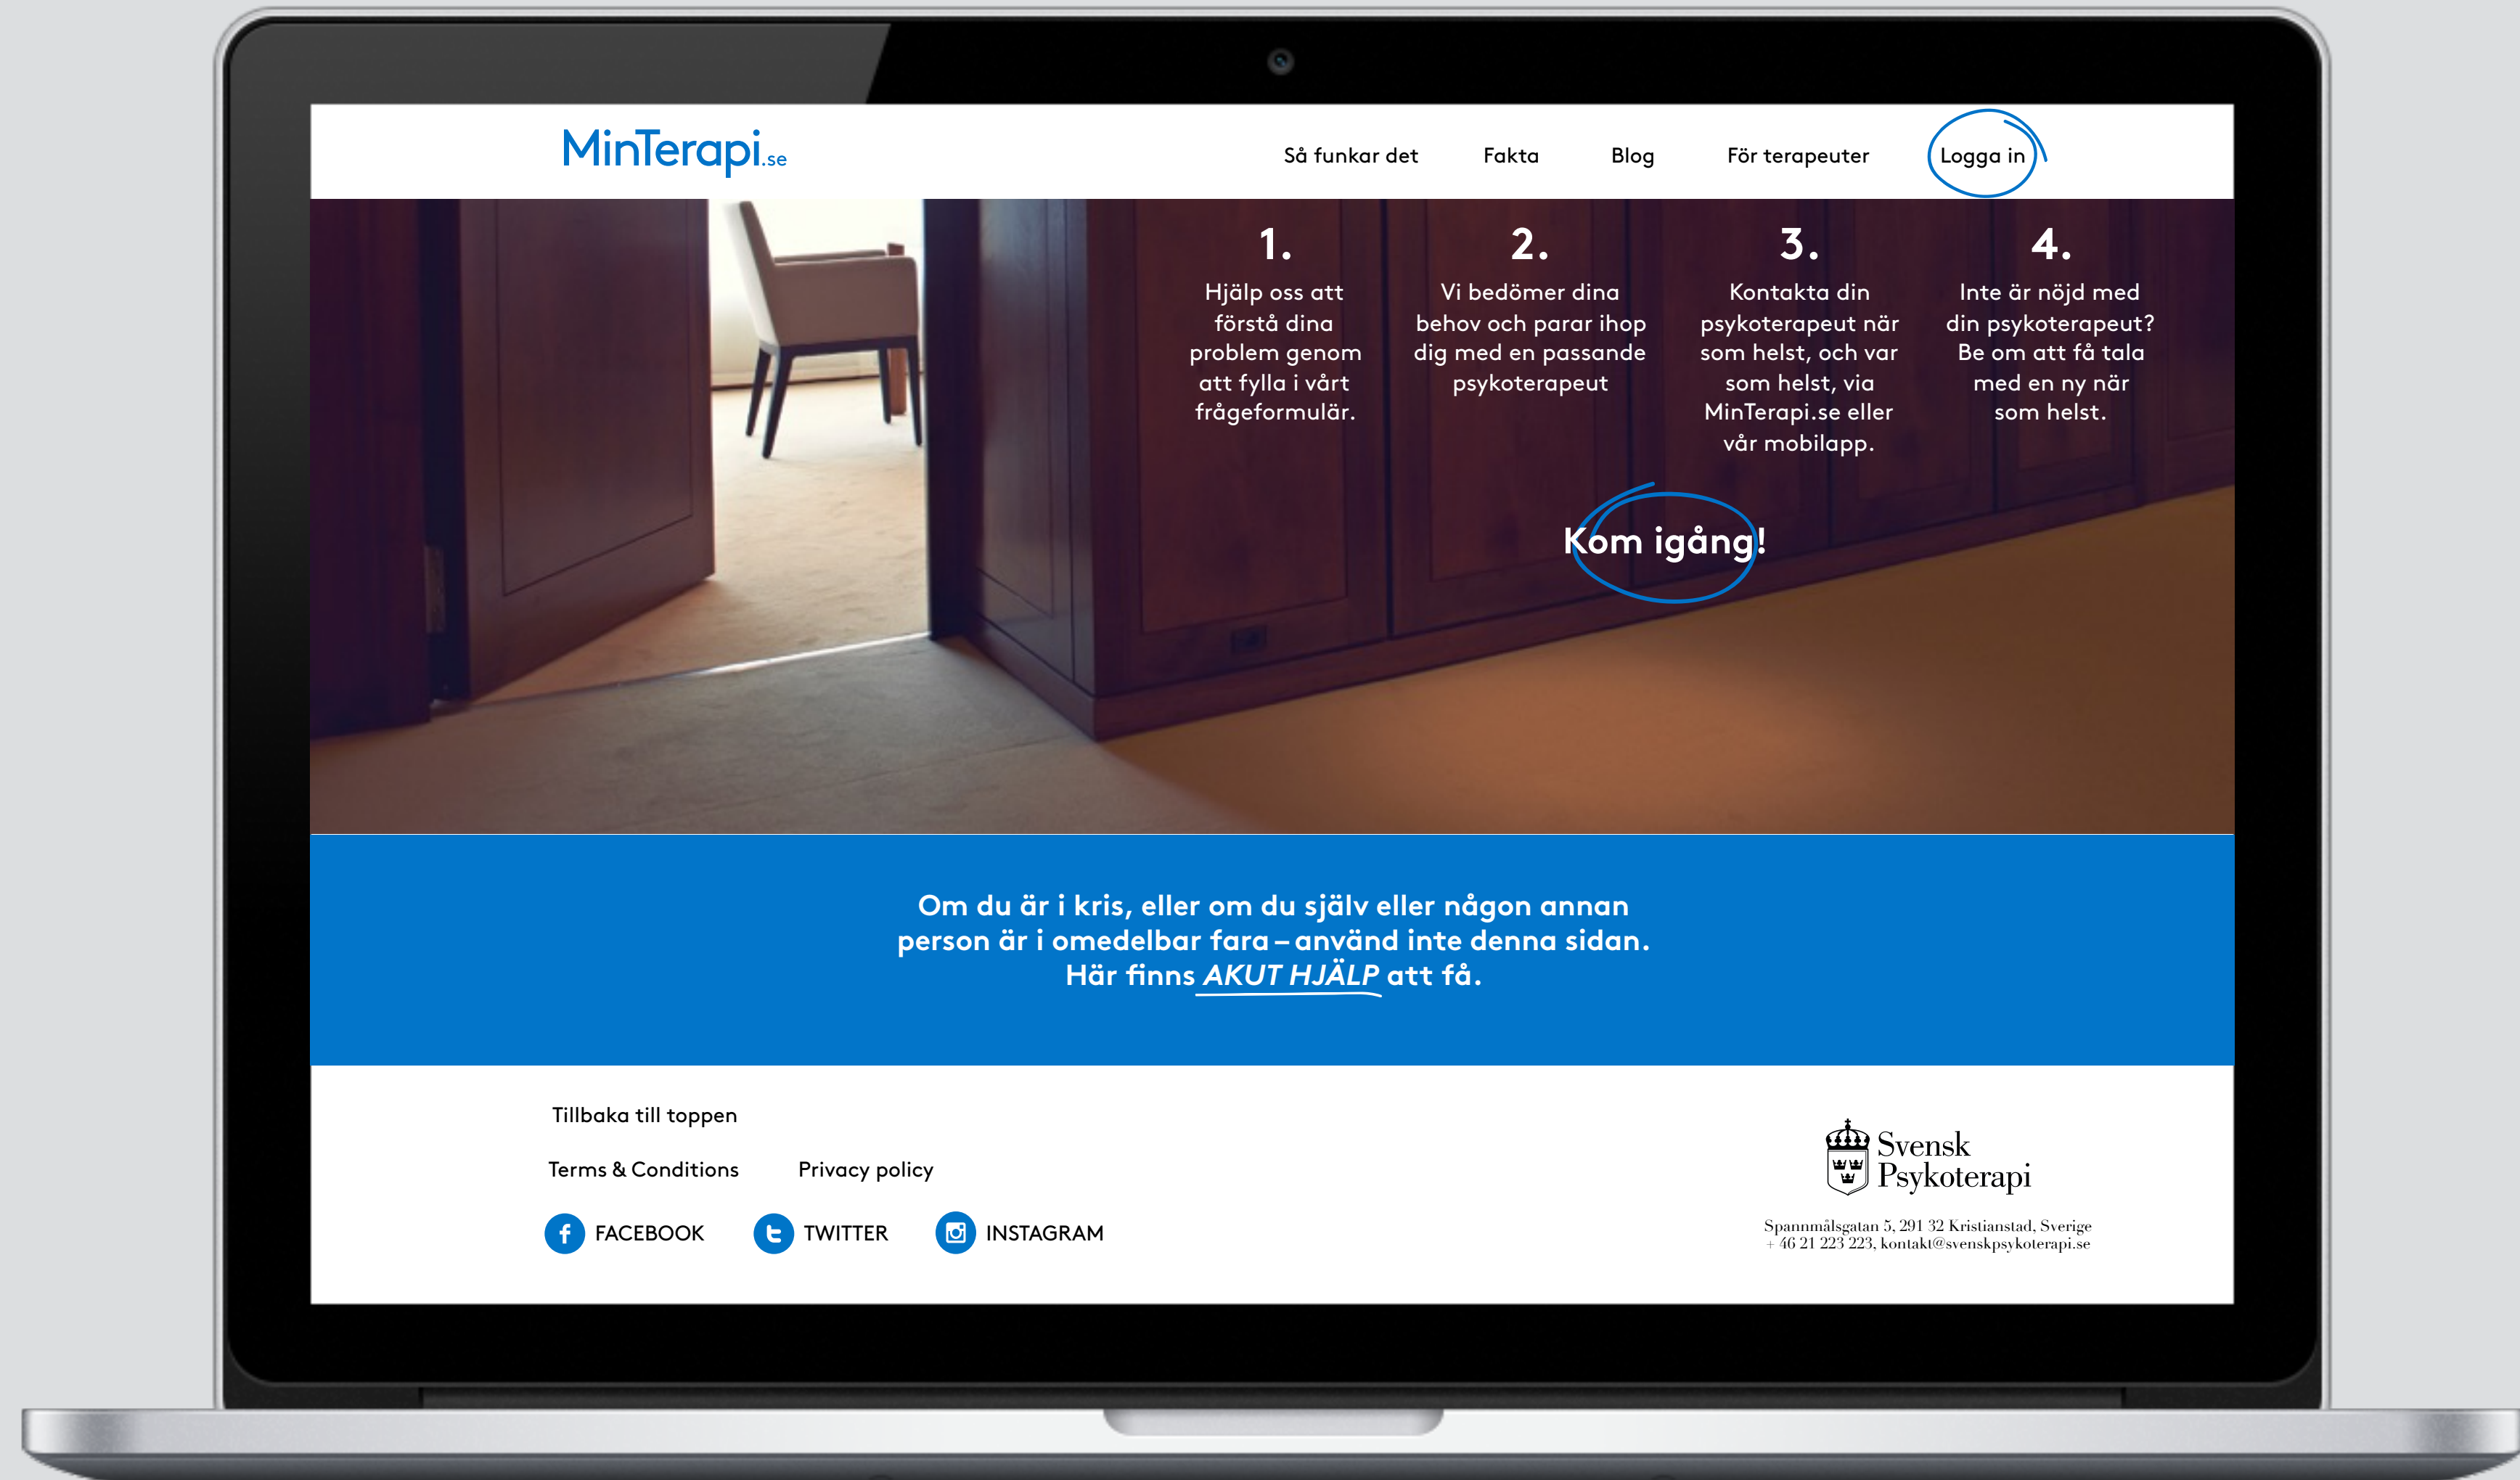 MinTerapi.se
Så funkar det
Fakta
Blog
För terapeuter
Logga in
1.
Hjälp oss att
förstå dina
problem genom
att fylla i vårt
frågeformulär.
2.
Vi bedömer dina
behov och parar ihop
dig med en passande
psykoterapeut
3.
Kontakta din
psykoterapeut när
som helst, och var
som helst, via
MinTerapi.se eller
vår mobilapp.
4.
Inte är nöjd med
din psykoterapeut?
Be om att få tala
med en ny när
som helst.
Kom igång!
Om du är i kris, eller om du själv eller någon annan
person är i omedelbar fara – använd inte denna sidan.
Här finns AKUT HJÄLP att få.
Tillbaka till toppen
Terms & Conditions
Privacy policy
FACEBOOK
TWITTER
INSTAGRAM
Svensk
Psykoterapi
Spannmålsgatan 5, 291 32 Kristianstad, Sverige
+ 46 21 223 223, kontakt@svenskpsykoterapi.se